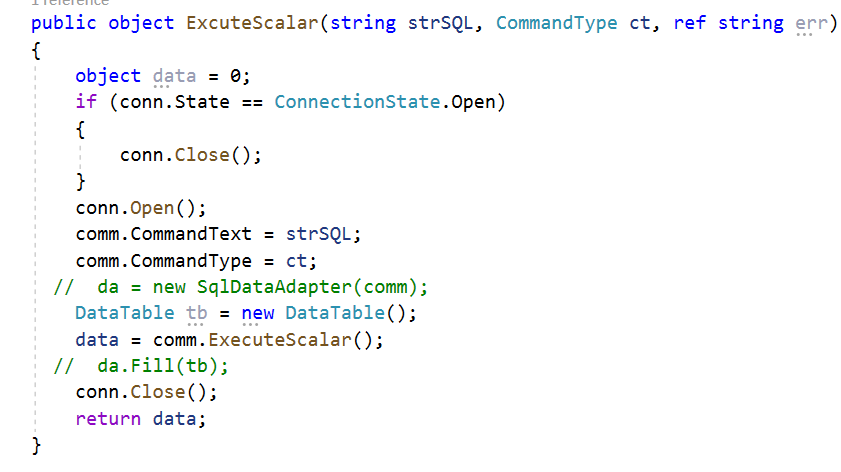 1 reference
public object ExcuteScalar(string strSQL, CommandType ct, ref string err)
{
object data = 0;
if (conn.State == ConnectionState.Open)
{
conn.Close();
}
conn.Open();
comm.CommandText = strSQL;
comm.CommandType = ct;
// da = new SqlDataAdapter(comm);
DataTable tb = new DataTable();
data = comm.ExecuteScalar();
// da.Fill(tb);
conn.Close();
return data;
}